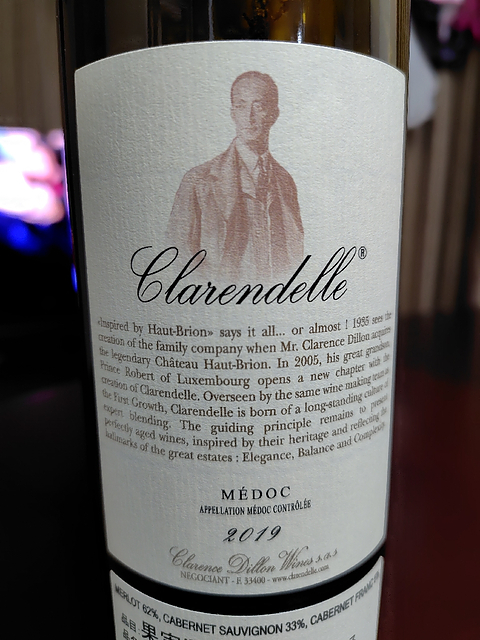 Clarendelle®
«Inspired by Haut-Brion» says it all... or almost ! 1935 sees the
creation of the family company when Mr. Clarence Dillon acquires
the legendary Château Haut-Brion. In 2005, his great grandson,
Prince Robert of Luxembourg opens a new chapter with the
creation of Clarendelle. Overseen by the same wine making team as
the First Growth, Clarendelle is born of a long-standing culture of
expert blending. The guiding principle remains to present
perfectly aged wines, inspired by their heritage and reflecting the
hallmarks of the great estates : Elegance, Balance and Complexity.
MÉDOC
APPELLATION MÉDOC CONTRÔLÉE
2019
Clarence Dillon Wines s.a.s
NEGOCIANT - F 33400 - www.clarendelle.com
MERLOT 62%, CABERNET SAUVIGNON 33%, CABERNET FRANC
品目